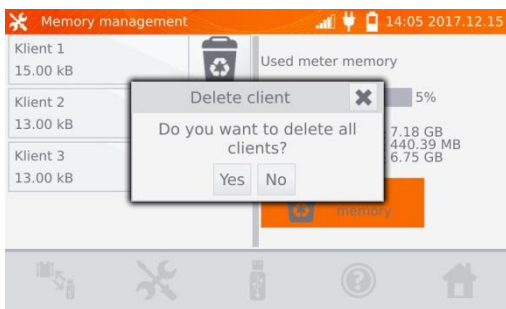 Memory management
14:05 2017.12.15
Klient 1
15.00 kB
Klient 2
13.00 kB
Klient 3
13.00 kB
Used meter memory
5%
7.18 GB
440.39 MB
6.75 GB
memory
Delete client
Do you want to delete all
clients?
Yes No